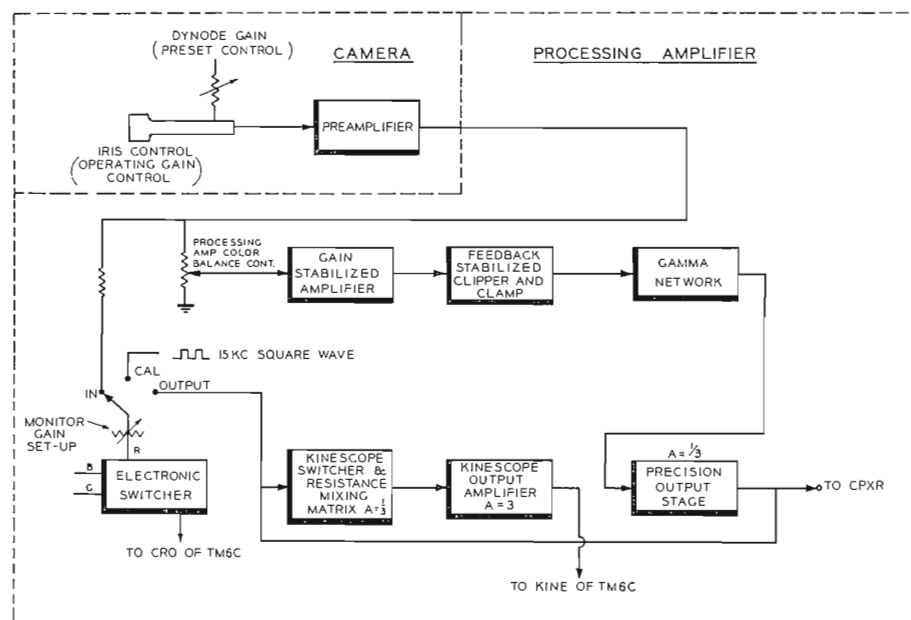 DYNODE GAIN
(PRESET CONTROL)
CAMERA
PROCESSING AMPLIFIER
PREAMPLIFIER
IRIS CONTROL
(OPERATING GAIN
CONTROL)
PROCESSING
AMP COLOR
BALANCE CONT.
GAIN
STABILIZED
AMPLIFIER
FEEDBACK
STABILIZED
CLIPPER AND
CLAMP
GAMMA
NETWORK
15 KC SQUARE WAVE
CAL
IN
OUTPUT
MONITOR
GAIN
SET-UP
R
B
G
ELECTRONIC
SWITCHER
TO CRO OF TM6C
KINESCOPE
SWITCHER &
RESISTANCE
MIXING
MATRIX A=1/3
KINESCOPE
OUTPUT
AMPLIFIER
A = 3
TO KINE OF TM6C
A = 1/3
PRECISION
OUTPUT
STAGE
TO CPXR